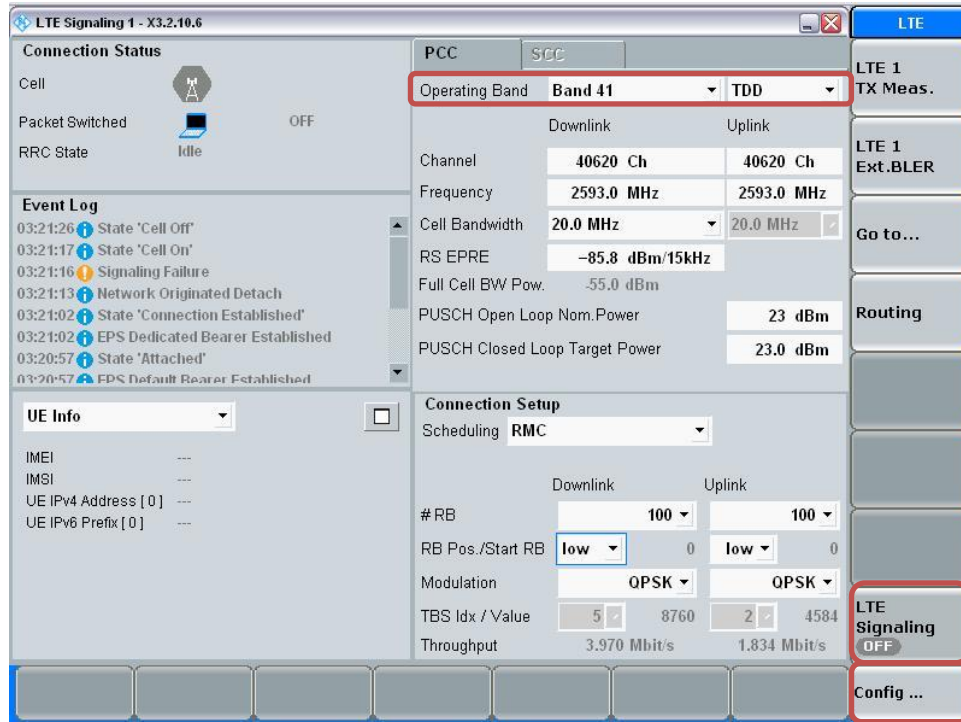 LTE Signaling 1 - X3.2.10.6
Connection Status
Cell
Packet Switched OFF
RRC State Idle
Event Log
03:21:26 State 'Cell Off'
03:21:17 State 'Cell On'
03:21:16 Signaling Failure
03:21:13 Network Originated Detach
03:21:02 State 'Connection Established'
03:21:02 EPS Dedicated Bearer Established
03:20:57 State 'Attached'
03:20:57 EPS Default Bearer Established
UE Info
IMEI ---
IMSI ---
UE IPv4 Address [ 0 ] ---
UE IPv6 Prefix [ 0 ] ---
PCC SCC
Operating Band Band 41 TDD
Downlink Uplink
Channel 40620 Ch 40620 Ch
Frequency 2593.0 MHz 2593.0 MHz
Cell Bandwidth 20.0 MHz 20.0 MHz
RS EPRE −85.8 dBm/15kHz
Full Cell BW Pow. -55.0 dBm
PUSCH Open Loop Nom.Power 23 dBm
PUSCH Closed Loop Target Power 23.0 dBm
Connection Setup
Scheduling RMC
Downlink Uplink
# RB 100 100
RB Pos./Start RB low 0 low 0
Modulation QPSK QPSK
TBS Idx / Value 5 8760 2 4584
Throughput 3.970 Mbit/s 1.834 Mbit/s
LTE
LTE 1
TX Meas.
LTE 1
Ext.BLER
Go to...
Routing
LTE
Signaling
OFF
Config ...